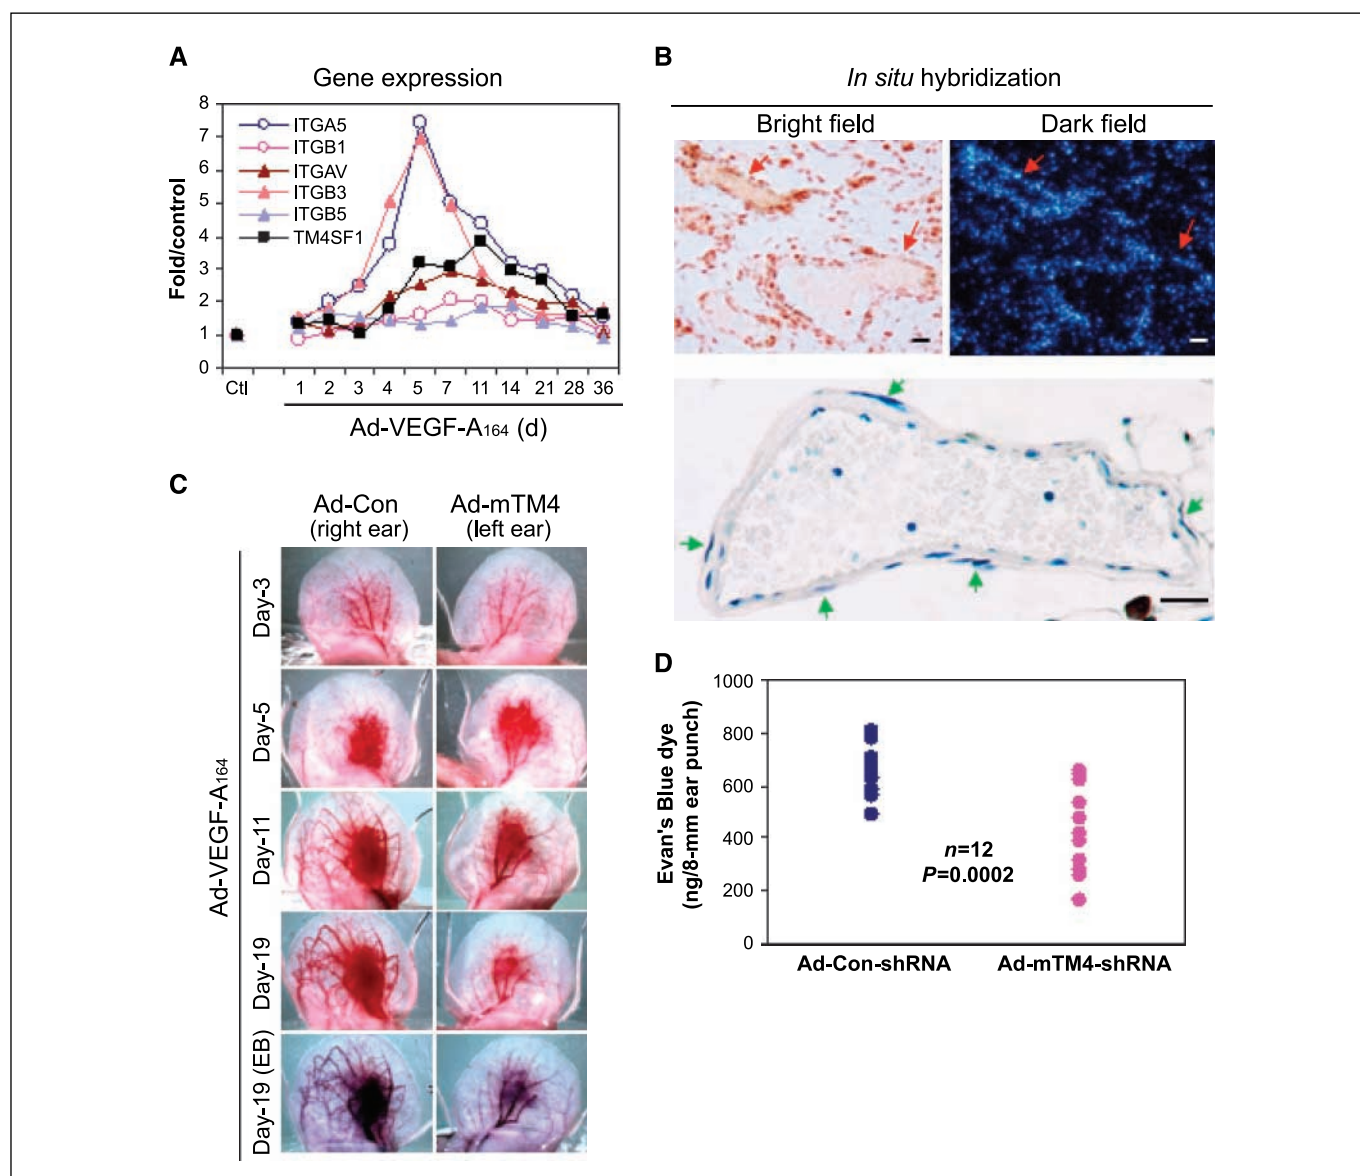 A
Gene expression
Fold/control
8
7
6
5
4
3
2
1
0
ITGA5
ITGB1
ITGAV
ITGB3
ITGB5
TM4SF1
Ctl 1 2 3 4 5 7 11 14 21 28 36
Ad-VEGF-A164 (d)
B
In situ hybridization
Bright field Dark field
C
Ad-Con Ad-mTM4
(right ear) (left ear)
Ad-VEGF-A164
Day-3
Day-5
Day-11
Day-19
Day-19 (EB)
D
Evan's Blue dye
(ng/8-mm ear punch)
1000
800
600
400
200
0
n=12
P=0.0002
Ad-Con-shRNA Ad-mTM4-shRNA